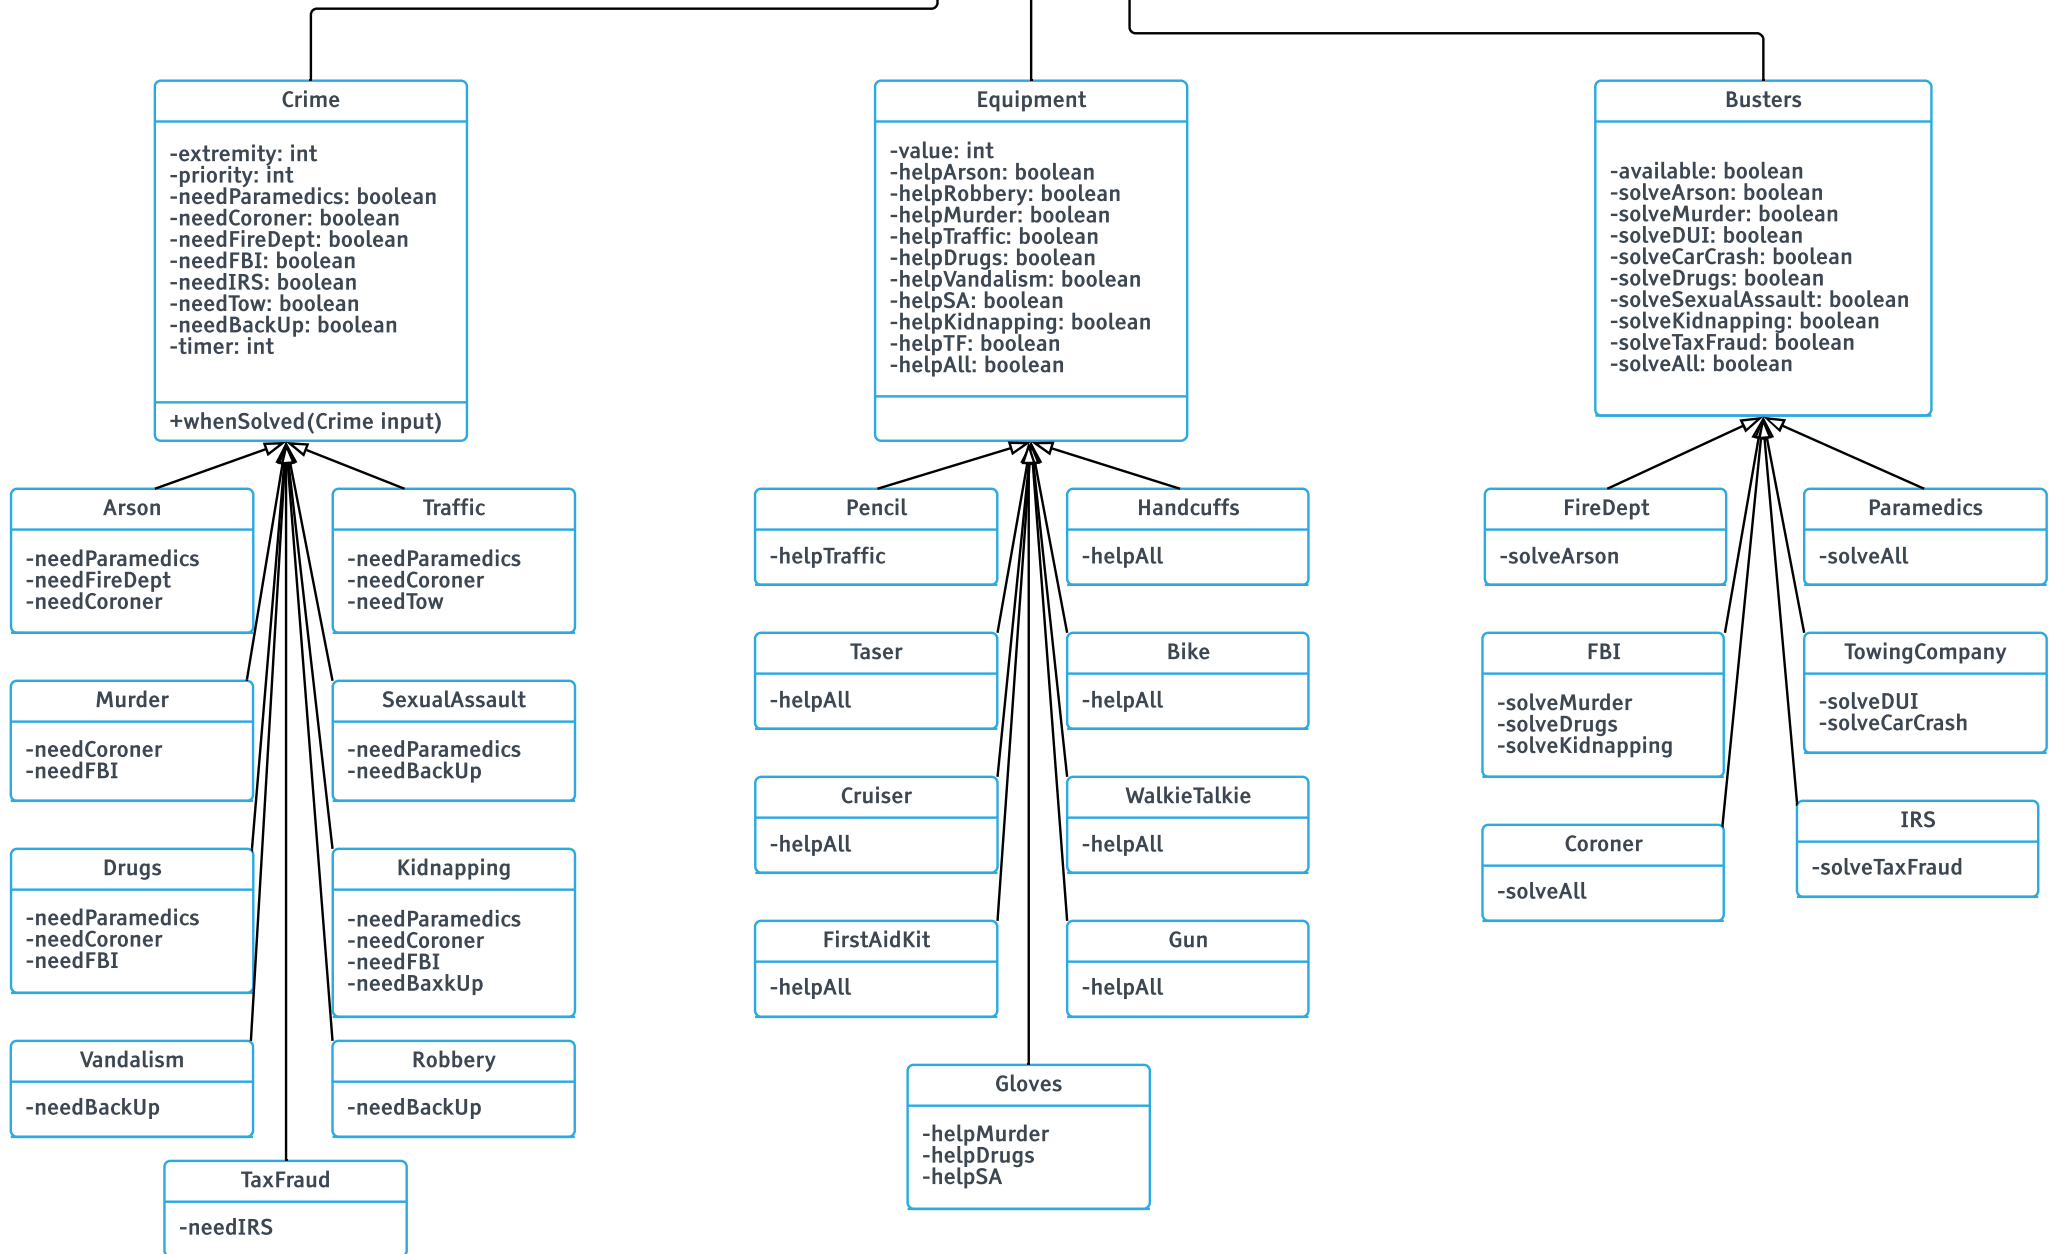 Crime
-extremity: int
-priority: int
-needParamedics: boolean
-needCoroner: boolean
-needFireDept: boolean
-needFBI: boolean
-needIRS: boolean
-needTow: boolean
-needBackUp: boolean
-timer: int
+whenSolved(Crime input)
Equipment
-value: int
-helpArson: boolean
-helpRobbery: boolean
-helpMurder: boolean
-helpTraffic: boolean
-helpDrugs: boolean
-helpVandalism: boolean
-helpSA: boolean
-helpKidnapping: boolean
-helpTF: boolean
-helpAll: boolean
Busters
-available: boolean
-solveArson: boolean
-solveMurder: boolean
-solveDUI: boolean
-solveCarCrash: boolean
-solveDrugs: boolean
-solveSexualAssault: boolean
-solveKidnapping: boolean
-solveTaxFraud: boolean
-solveAll: boolean
Arson
-needParamedics
-needFireDept
-needCoroner
Traffic
-needParamedics
-needCoroner
-needTow
Murder
-needCoroner
-needFBI
SexualAssault
-needParamedics
-needBackUp
Drugs
-needParamedics
-needCoroner
-needFBI
Kidnapping
-needParamedics
-needCoroner
-needFBI
-needBaxkUp
Vandalism
-needBackUp
Robbery
-needBackUp
TaxFraud
-needIRS
Pencil
-helpTraffic
Handcuffs
-helpAll
Taser
-helpAll
Bike
-helpAll
Cruiser
-helpAll
WalkieTalkie
-helpAll
FirstAidKit
-helpAll
Gun
-helpAll
Gloves
-helpMurder
-helpDrugs
-helpSA
FireDept
-solveArson
Paramedics
-solveAll
FBI
-solveMurder
-solveDrugs
-solveKidnapping
TowingCompany
-solveDUI
-solveCarCrash
Coroner
-solveAll
IRS
-solveTaxFraud